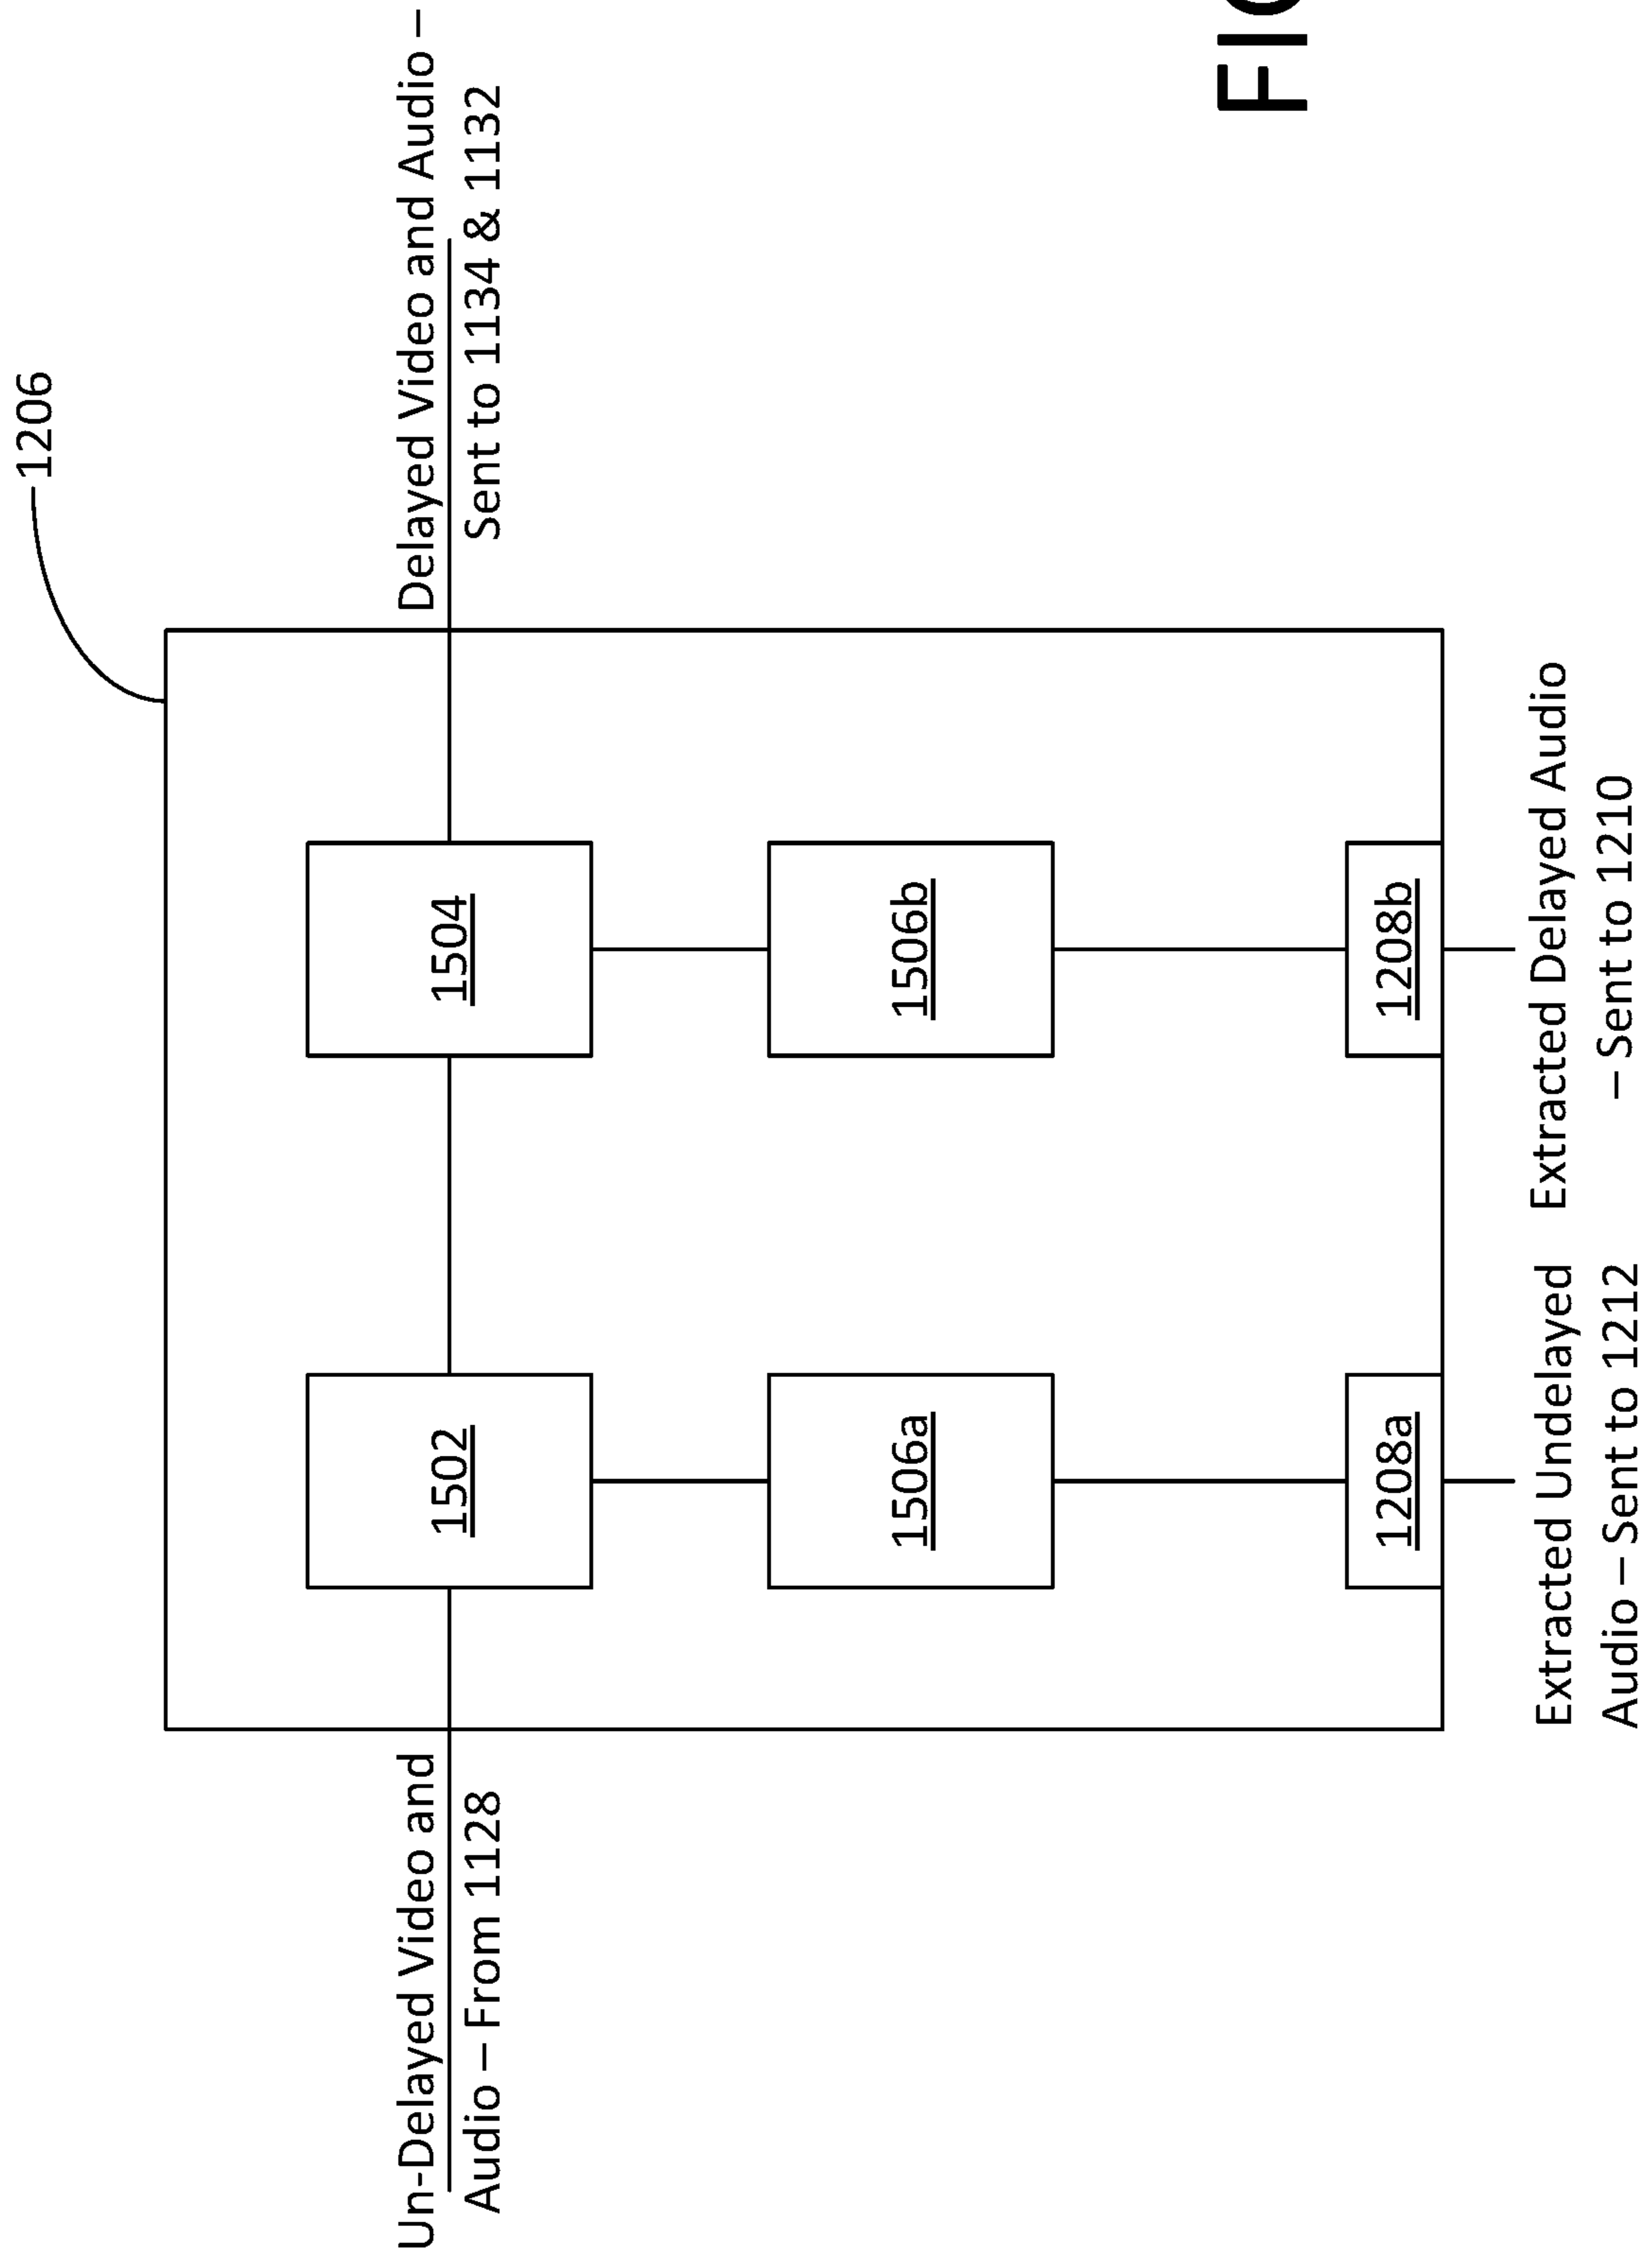 1206
Un-Delayed Video and
Audio – From 1128
Delayed Video and Audio –
Sent to 1134 & 1132
1502
1504
1506a
1506b
1208a
1208b
Extracted Undelayed
Audio – Sent to 1212
Extracted Delayed Audio
– Sent to 1210